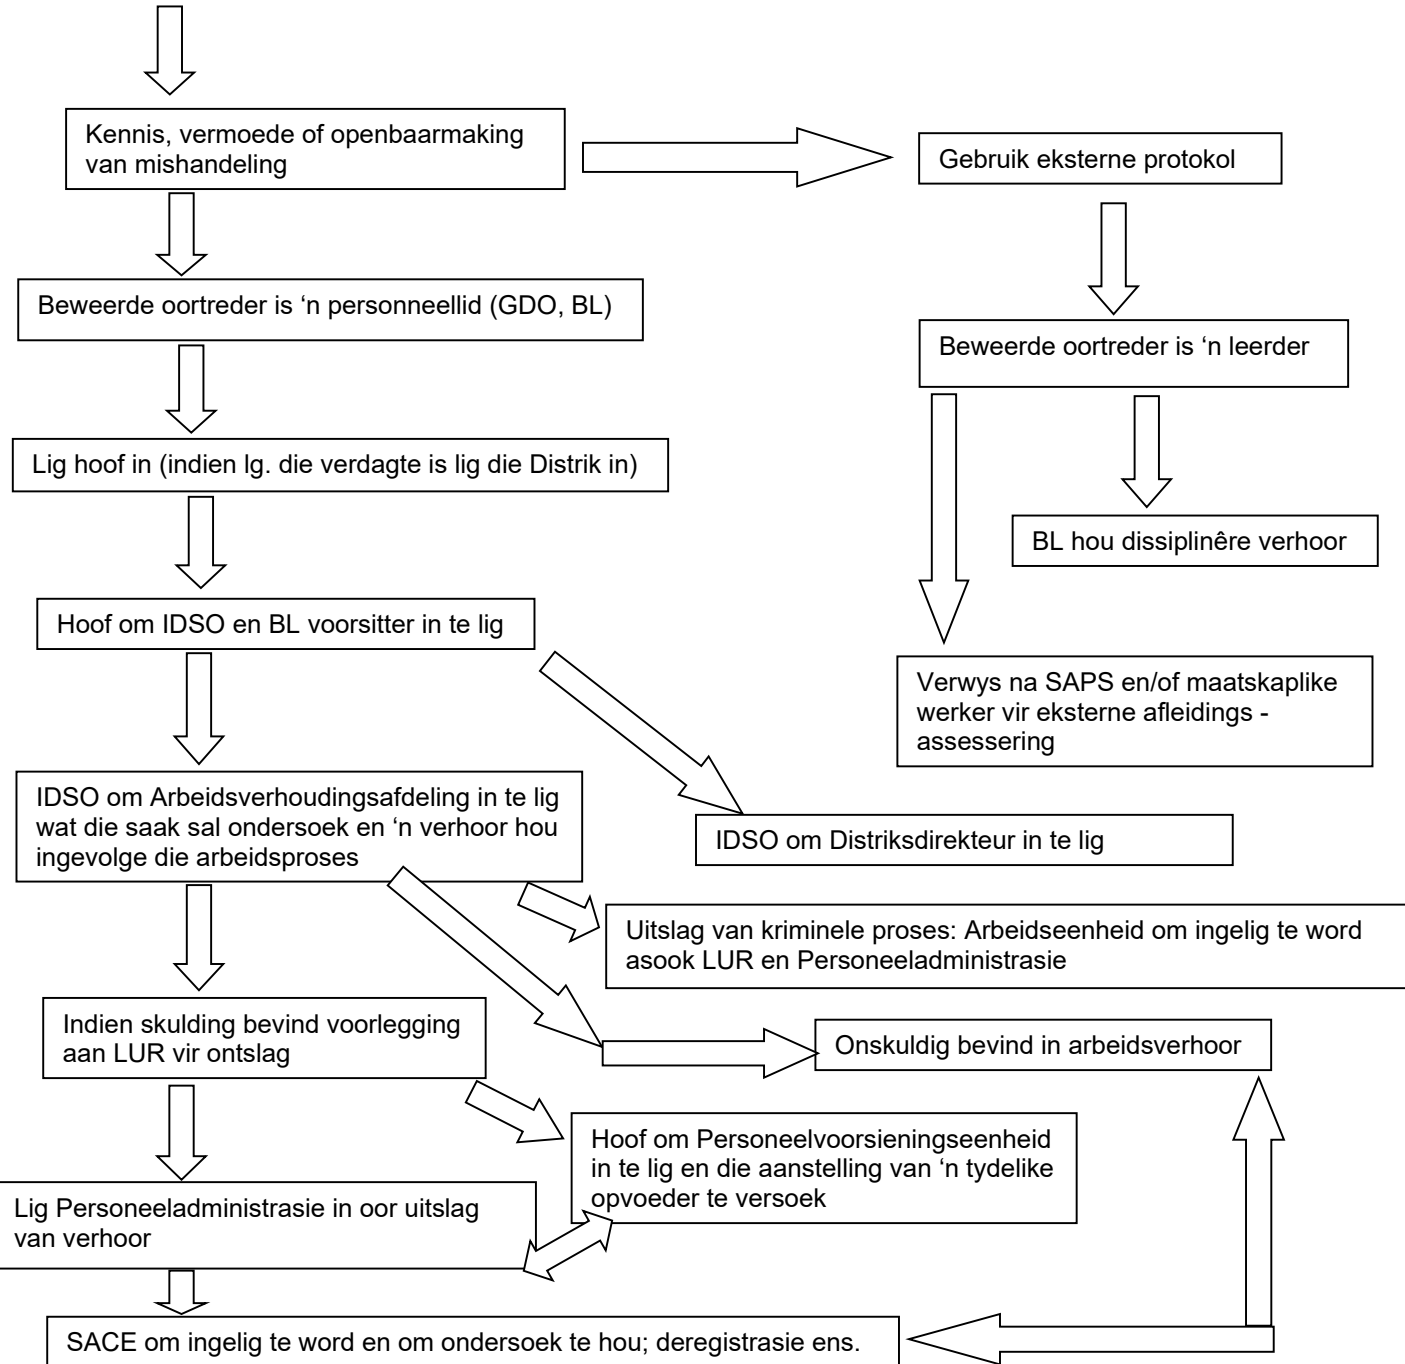 Kennis, vermoede of openbaarmaking
van mishandeling
Gebruik eksterne protokol
Beweerde oortreder is ‘n personneellid (GDO, BL)
Beweerde oortreder is ‘n leerder
Lig hoof in (indien lg. die verdagte is lig die Distrik in)
BL hou dissiplinêre verhoor
Hoof om IDSO en BL voorsitter in te lig
Verwys na SAPS en/of maatskaplike
werker vir eksterne afleidings -
assessering
IDSO om Arbeidsverhoudingsafdeling in te lig
wat die saak sal ondersoek en ‘n verhoor hou
ingevolge die arbeidsproses
IDSO om Distriksdirekteur in te lig
Uitslag van kriminele proses: Arbeidseenheid om ingelig te word
asook LUR en Personeeladministrasie
Indien skulding bevind voorlegging
aan LUR vir ontslag
Onskuldig bevind in arbeidsverhoor
Hoof om Personeelvoorsieningseenheid
in te lig en die aanstelling van ‘n tydelike
opvoeder te versoek
Lig Personeeladministrasie in oor uitslag
van verhoor
SACE om ingelig te word en om ondersoek te hou; deregistrasie ens.